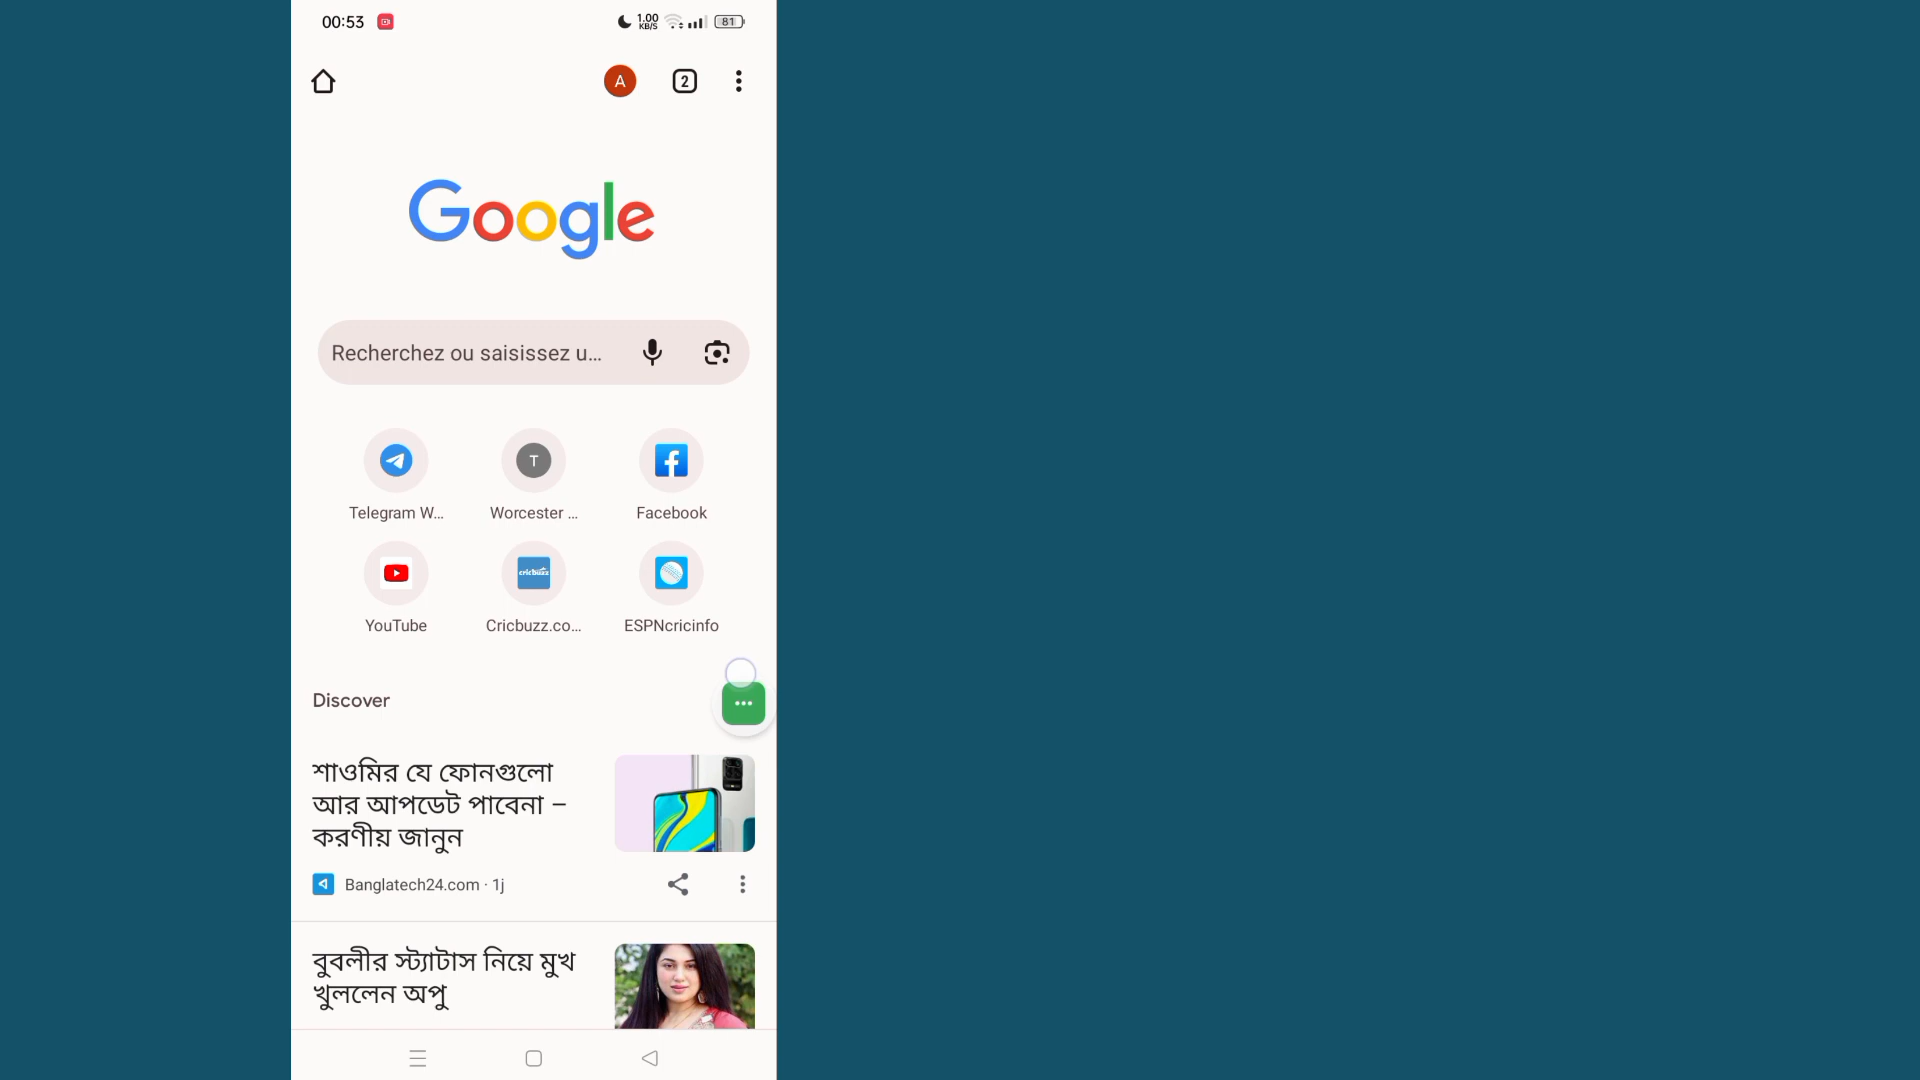 00:53 1.00 KB/S 81
A 2
Google
Recherchez ou saisissez u…
T
Telegram W… Worcester … Facebook
cricbuzz
YouTube Cricbuzz.co… ESPNcricinfo
Discover
শাওমির যে ফোনগুলো
আর আপডেট পাবেনা –
করণীয় জানুন
Banglatech24.com · 1j
বুবলীর স্ট্যাটাস নিয়ে মুখ
খুললেন অপু